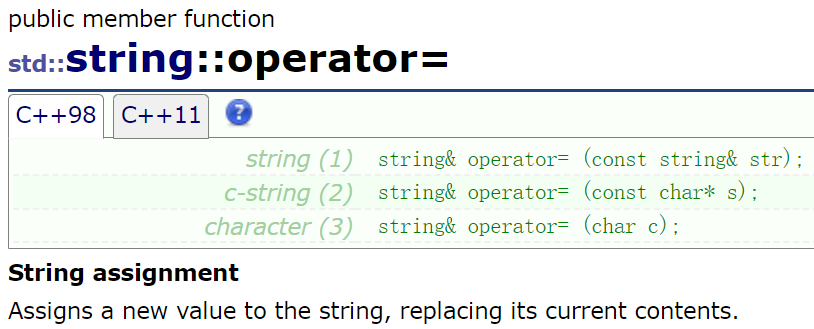 public member function
std::string::operator=
C++98 C++11 ?
string (1) string& operator= (const string& str);
c-string (2) string& operator= (const char* s);
character (3) string& operator= (char c);
String assignment
Assigns a new value to the string, replacing its current contents.